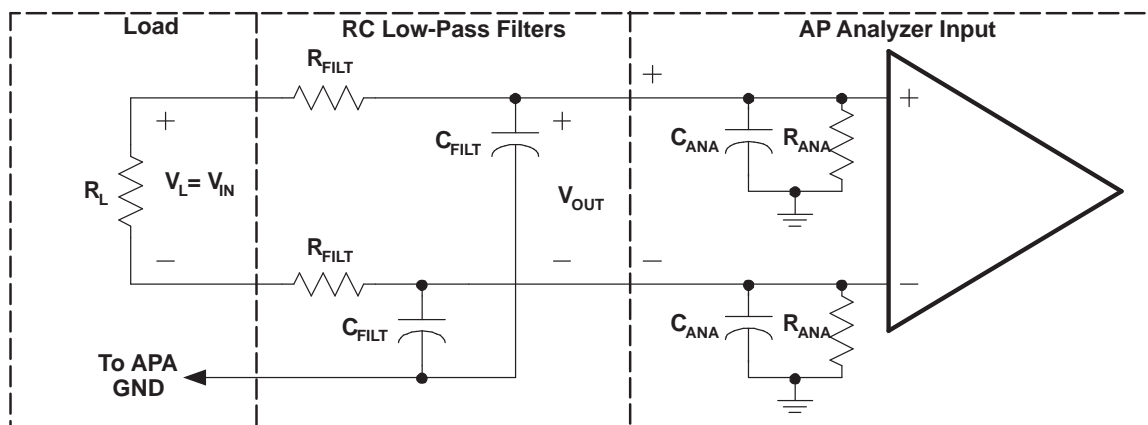 Load
RC Low-Pass Filters
AP Analyzer Input
R_FILT
+
+
+
+
C_FILT
C_ANA
R_ANA
R_L
V_L= V_IN
V_OUT
R_FILT
−
−
−
−
C_FILT
C_ANA
R_ANA
To APA
GND